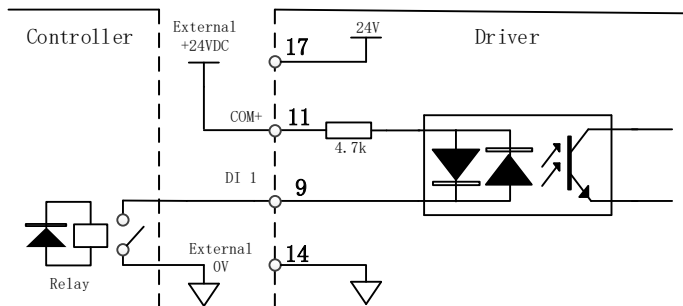 Controller
External
+24VDC
17
24V
Driver
COM+
11
4.7k
DI 1
9
External
0V
14
Relay